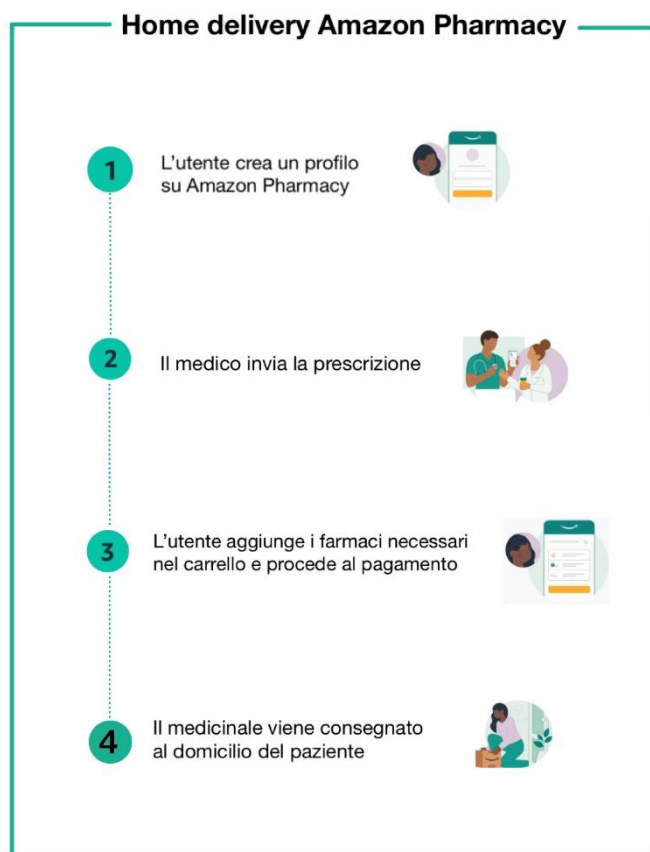 Home delivery Amazon Pharmacy
1
L'utente crea un profilo
su Amazon Pharmacy
2
Il medico invia la prescrizione
3
L'utente aggiunge i farmaci necessari
nel carrello e procede al pagamento
4
Il medicinale viene consegnato
al domicilio del paziente